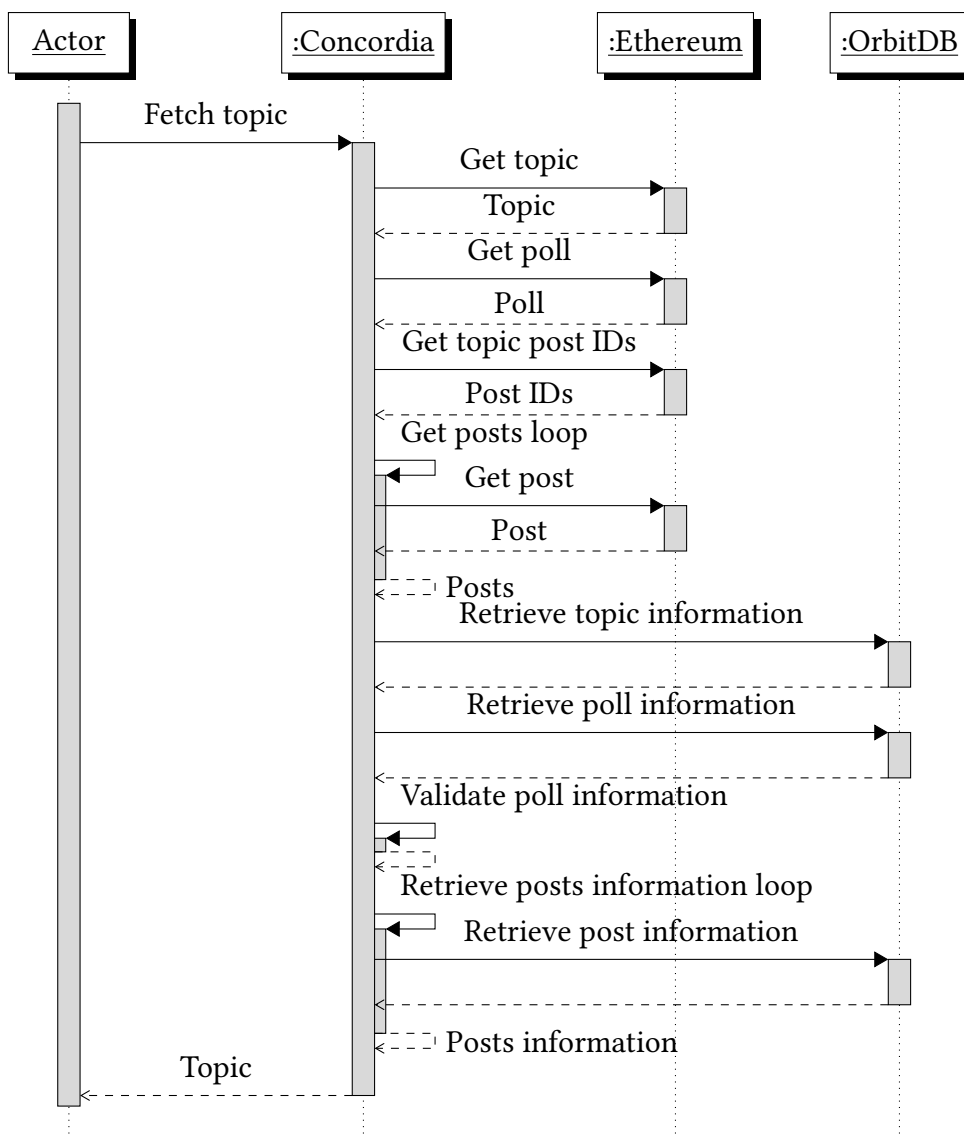 Actor
:Concordia
:Ethereum
:OrbitDB
Fetch topic
Get topic
Topic
Get poll
Poll
Get topic post IDs
Post IDs
Get posts loop
Get post
Post
Posts
Retrieve topic information
Retrieve poll information
Validate poll information
Retrieve posts information loop
Retrieve post information
Posts information
Topic